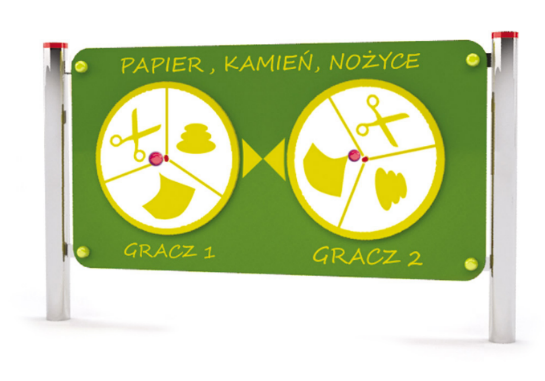 PAPIER, KAMIEŃ, NOŻYCE
GRACZ 1
GRACZ 2